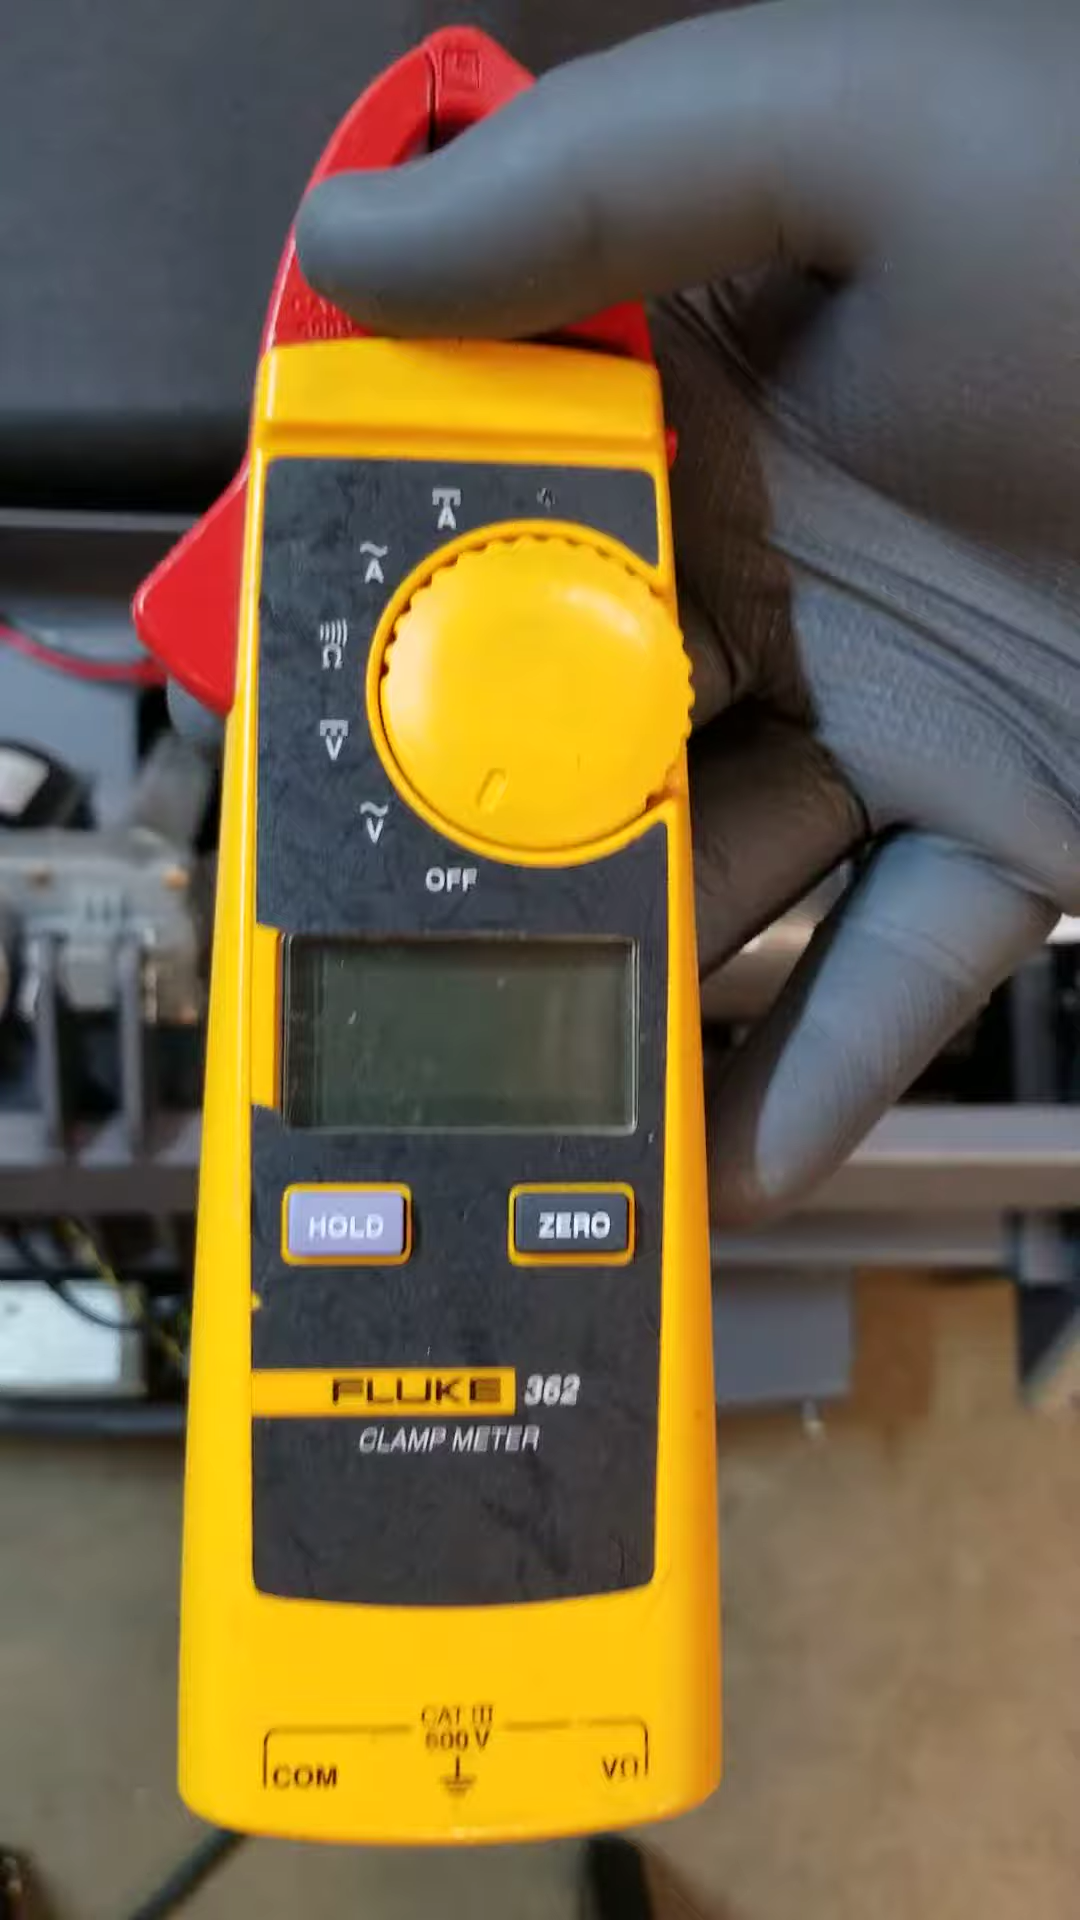 A
A
Ω
V
V
OFF
HOLD
ZERO
FLUKE 362
CLAMP METER
CAT III
600 V
COM
VΩ